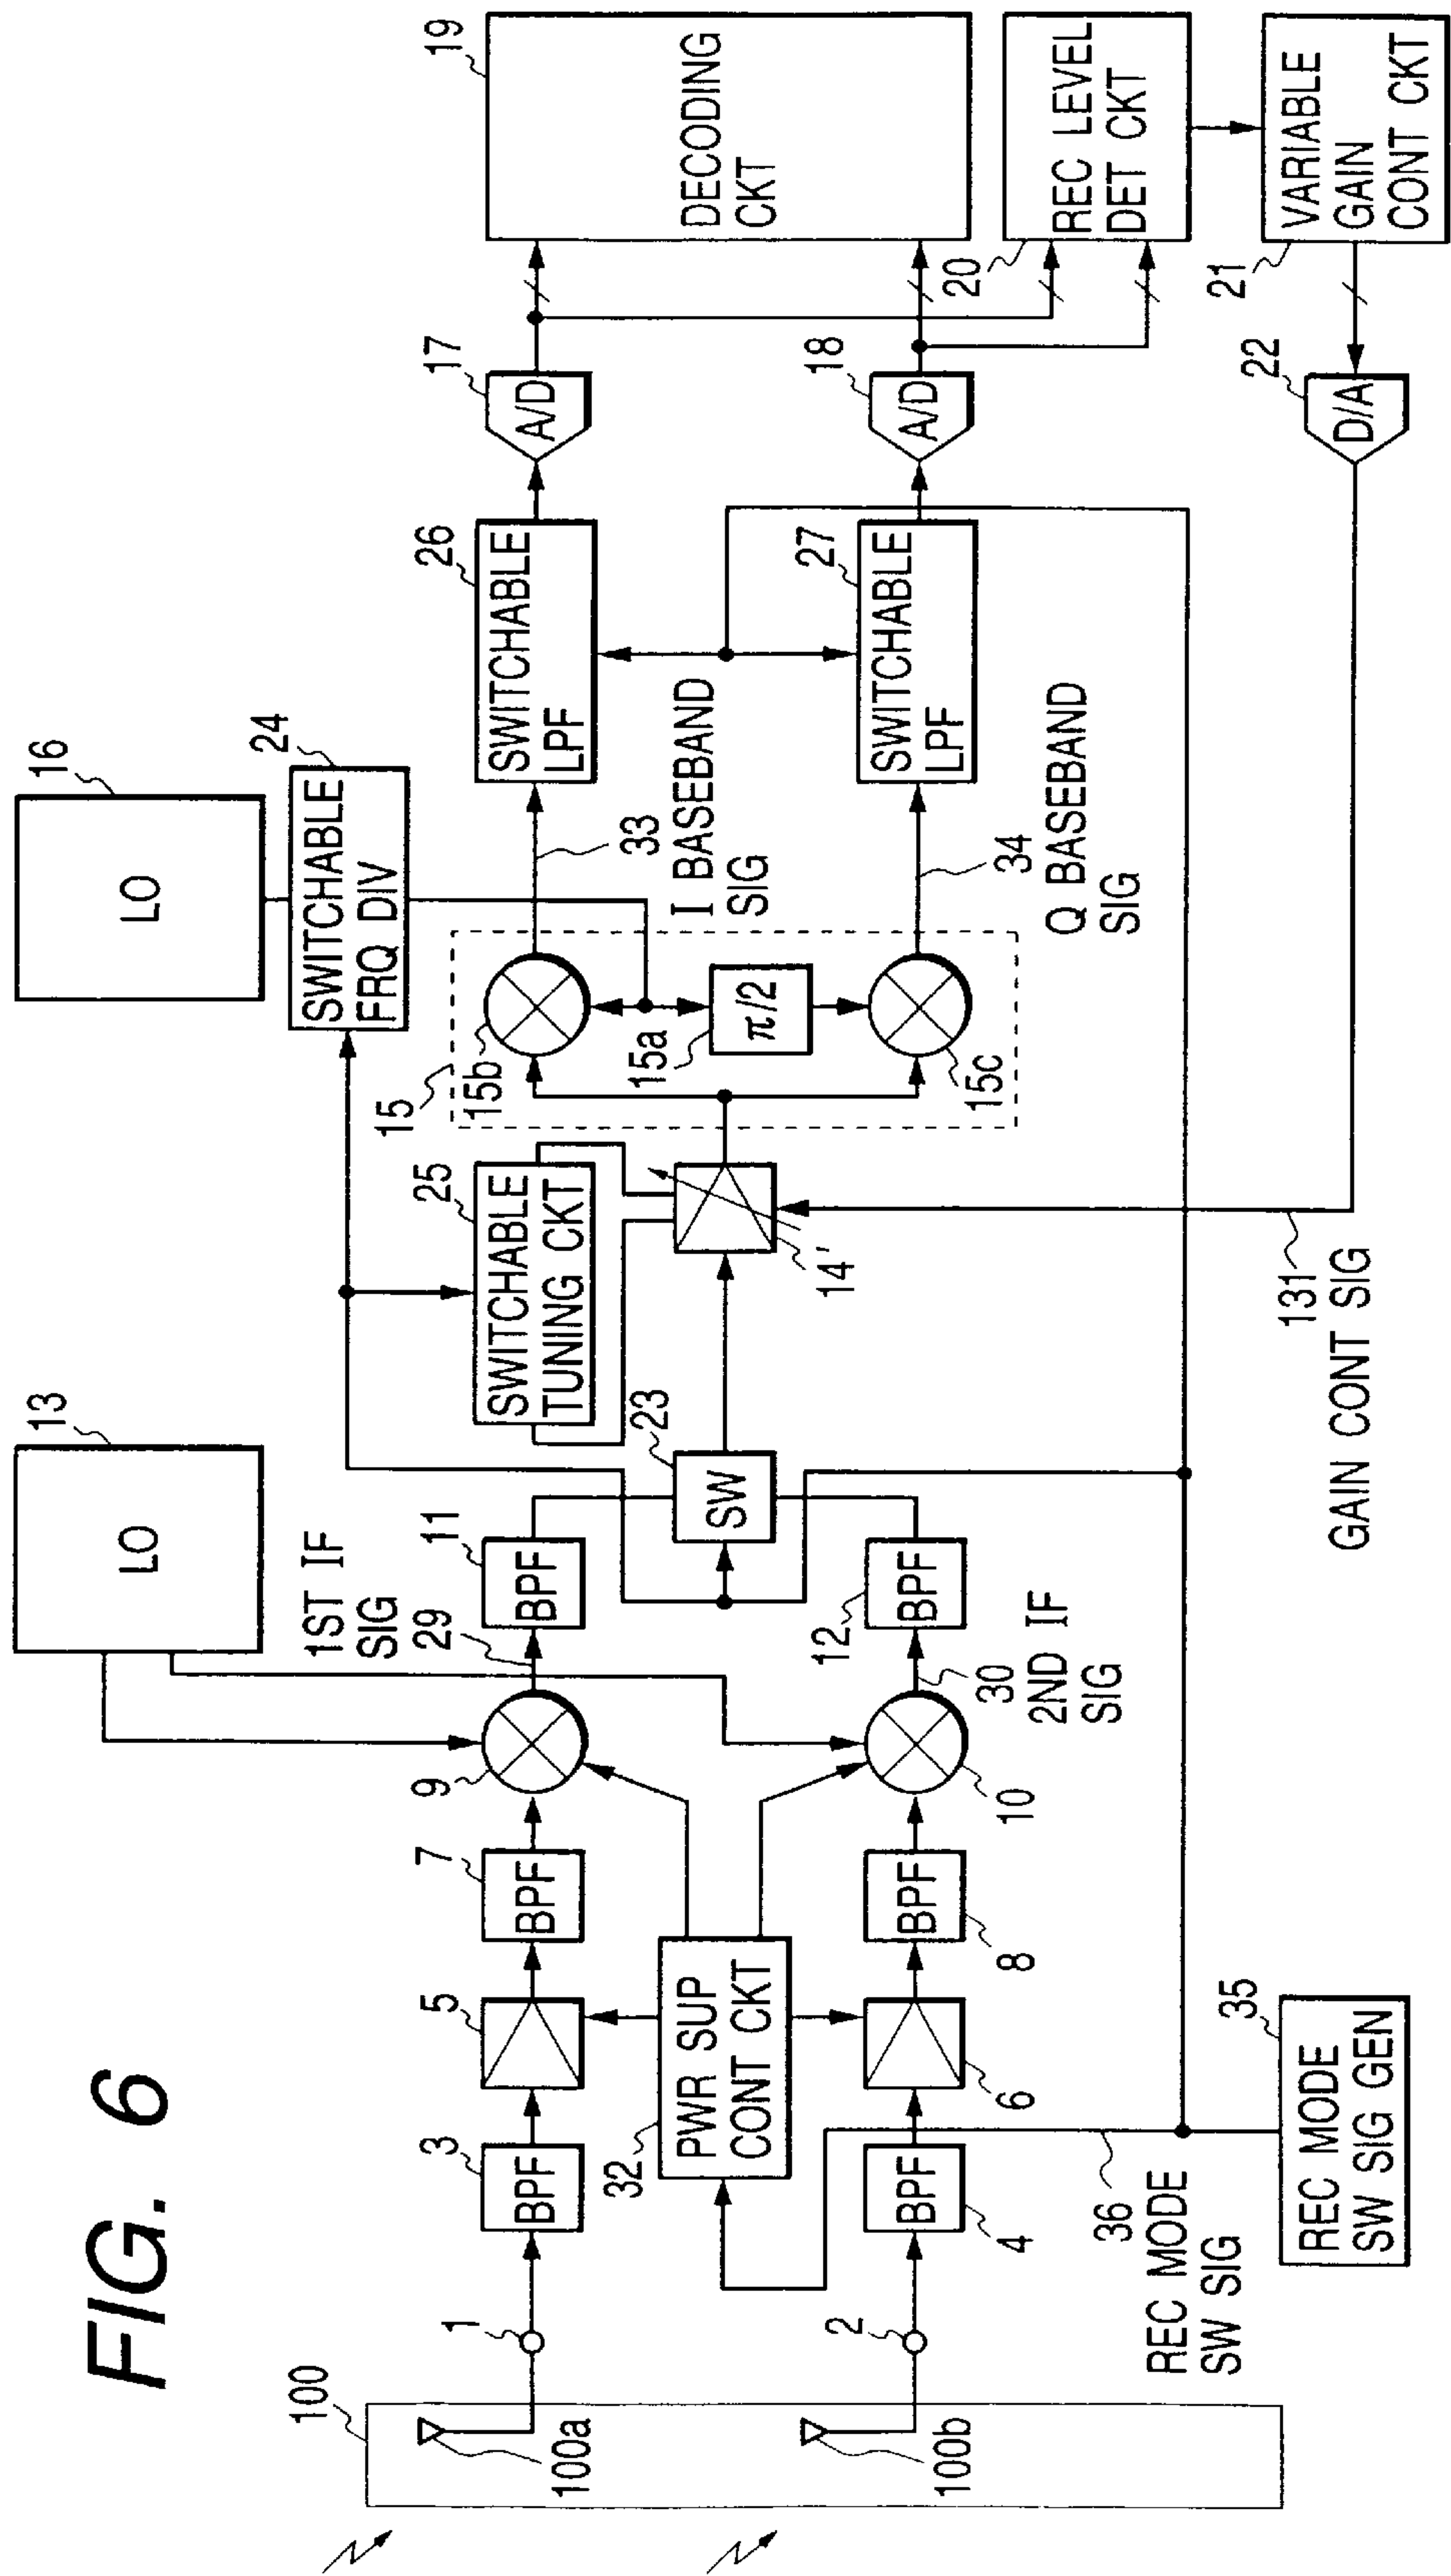 FIG. 6
100
100a
100b
1
2
3
BPF
4
BPF
5
6
32
PWR SUP
CONT CKT
7
BPF
8
BPF
9
10
13
LO
1ST IF
SIG
29
30
2ND IF
SIG
11
BPF
12
BPF
23
SW
25
SWITCHABLE
TUNING CKT
14'
16
LO
24
SWITCHABLE
FRQ DIV
15
15b
15a
π/2
15c
33
I BASEBAND
SIG
34
Q BASEBAND
SIG
26
SWITCHABLE
LPF
27
SWITCHABLE
LPF
17
A/D
18
A/D
19
DECODING
CKT
20
REC LEVEL
DET CKT
21
VARIABLE
GAIN
CONT CKT
22
D/A
131
GAIN CONT SIG
36
REC MODE
SW SIG
35
REC MODE
SW SIG GEN